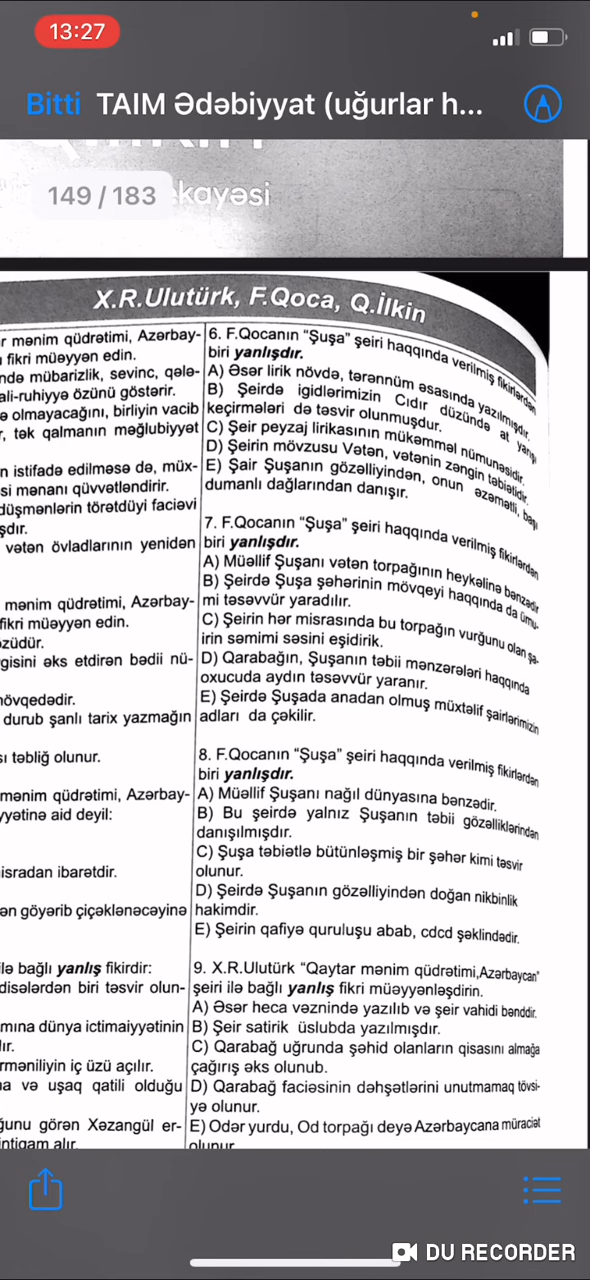 13:27
Bitti TAIM Ədəbiyyat (uğurlar h...
149 / 183
kayəsi
X.R.Ulutürk, F.Qoca, Q.İlkin
r mənim qüdrətimi, Azərbay-
fikri müəyyən edin.
ndə mübarizlik, sevinc, qələ-
ali-ruhiyyə özünü göstərir.
ə olmayacağını, birliyin vacib
r, tək qalmanın məğlubiyyət
n istifadə edilməsə də, müx-
si mənanı qüvvətləndirir.
düşmənlərin törətdüyi faciəvi
şdır.
vətən övladlarının yenidən
mənim qüdrətimi, Azərbay-
fikri müəyyən edin.
özüdür.
gisini əks etdirən bədii nü-
növqedədir.
durub şanlı tarix yazmağın
sı təbliğ olunur.
mənim qüdrətimi, Azərbay-
yyətinə aid deyil:
isradan ibarətdir.
ən göyərib çiçəklənəcəyinə
ilə bağlı yanlış fikirdir:
disələrdən biri təsvir olun-
mına dünya ictimaiyyətinin
lır.
rməniliyin iç üzü açılır.
na və uşaq qatili olduğu
ğunu görən Xəzangül er-
intiqam alır.
6. F.Qocanın “Şuşa” şeiri haqqında verilmiş fikirlərdən
biri yanlışdır.
A) Əsər lirik növdə, tərənnüm əsasında yazılmışdır.
B) Şeirdə igidlərimizin Cıdır düzündə at yarışı
keçirmələri də təsvir olunmuşdur.
C) Şeir peyzaj lirikasının mükəmməl nümunəsidir.
D) Şeirin mövzusu Vətən, vətənin zəngin təbiətidir.
E) Şair Şuşanın gözəlliyindən, onun əzəmətli, başı
dumanlı dağlarından danışır.
7. F.Qocanın “Şuşa” şeiri haqqında verilmiş fikirlərdən
biri yanlışdır.
A) Müəllif Şuşanı vətən torpağının heykəlinə bənzədir
B) Şeirdə Şuşa şəhərinin mövqeyi haqqında da ümu-
mi təsəvvür yaradılır.
C) Şeirin hər misrasında bu torpağın vurğunu olan şa-
irin səmimi səsini eşidirik.
D) Qarabağın, Şuşanın təbii mənzərələri haqqında
oxucuda aydın təsəvvür yaranır.
E) Şeirdə Şuşada anadan olmuş müxtəlif şairlərimizin
adları da çəkilir.
8. F.Qocanın “Şuşa” şeiri haqqında verilmiş fikirlərdən
biri yanlışdır.
A) Müəllif Şuşanı nağıl dünyasına bənzədir.
B) Bu şeirdə yalnız Şuşanın təbii gözəlliklərindən
danışılmışdır.
C) Şuşa təbiətlə bütünləşmiş bir şəhər kimi təsvir
olunur.
D) Şeirdə Şuşanın gözəlliyindən doğan nikbinlik
hakimdir.
E) Şeirin qafiyə quruluşu abab, cdcd şəklindədir.
9. X.R.Ulutürk “Qaytar mənim qüdrətimi,Azərbaycan”
şeiri ilə bağlı yanlış fikri müəyyənləşdirin.
A) Əsər heca vəznində yazılıb və şeir vahidi bənddir.
B) Şeir satirik üslubda yazılmışdır.
C) Qarabağ uğrunda şəhid olanların qisasını almağa
çağırış əks olunub.
D) Qarabağ faciəsinin dəhşətlərini unutmamaq tövsi-
yə olunur.
E) Odər yurdu, Od torpağı deyə Azərbaycana müraciət
olunur.
DU RECORDER